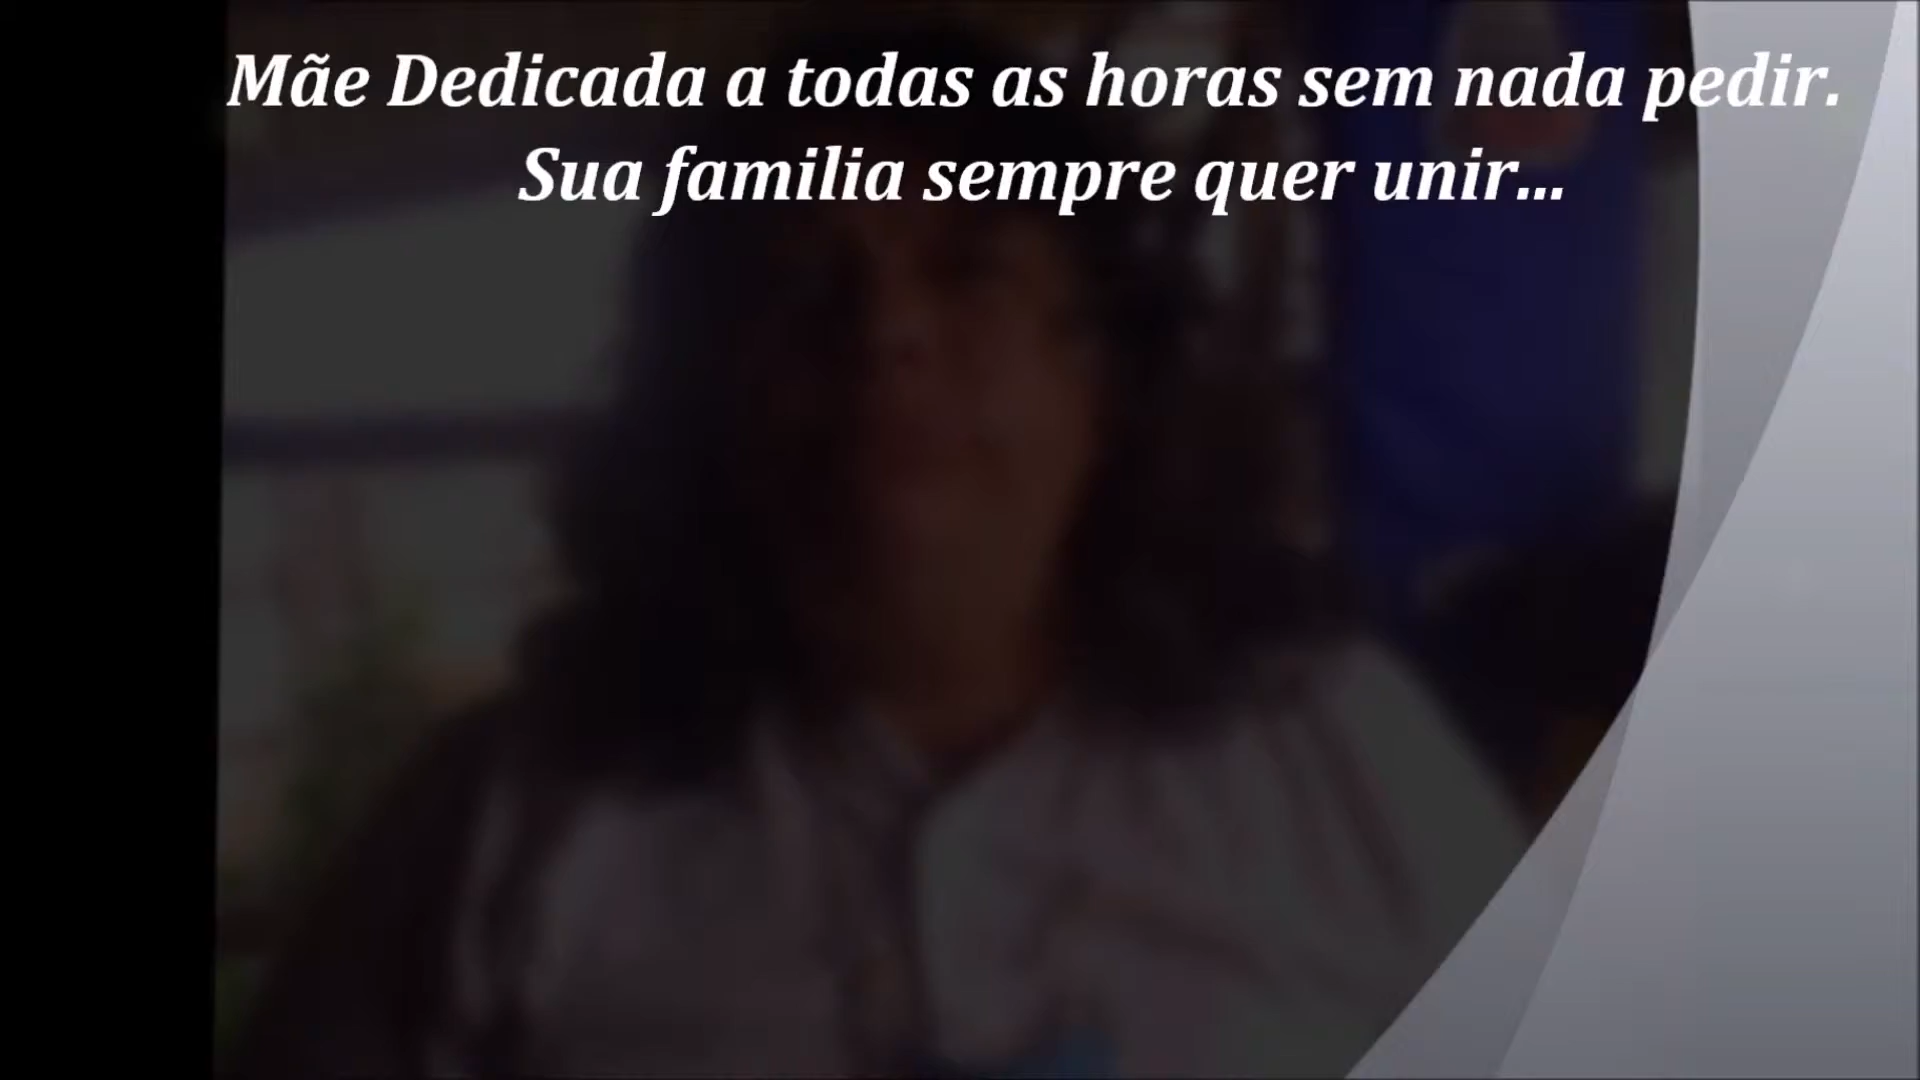 Mãe Dedicada a todas as horas sem nada pedir.
Sua familia sempre quer unir...